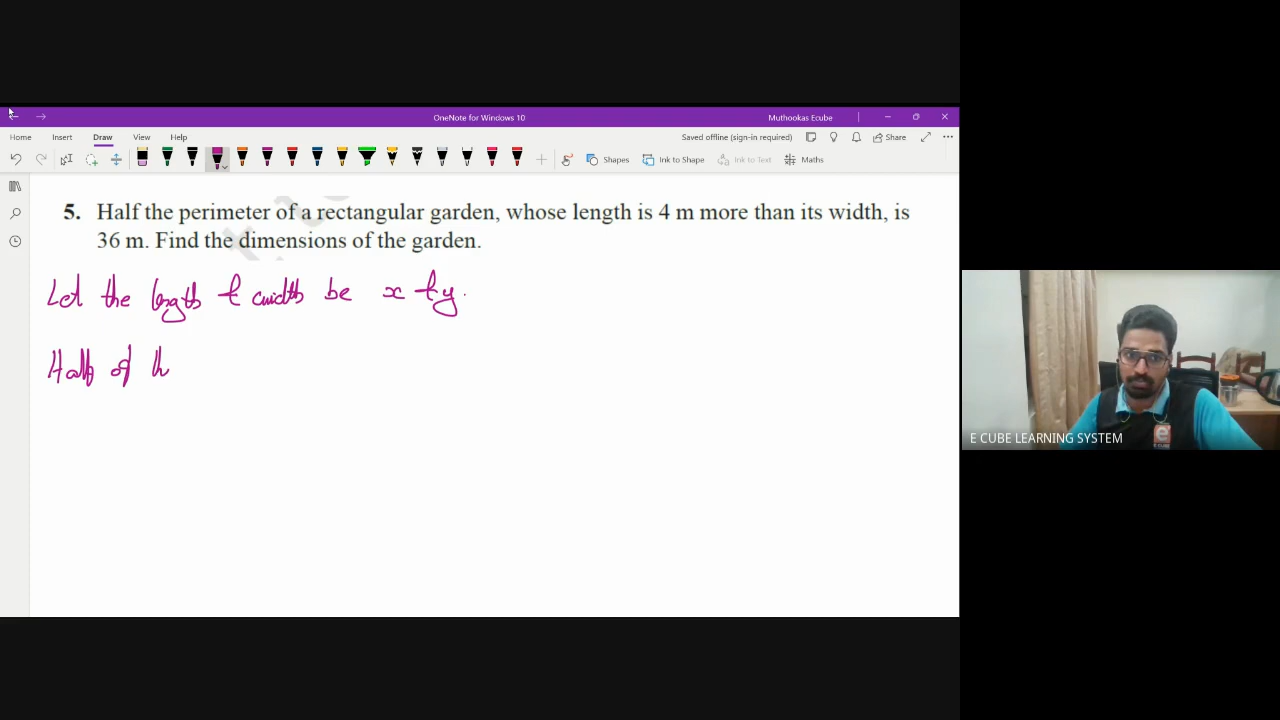 OneNote for Windows 10
Muthookas Ecube
Home Insert Draw View Help
Saved offline (sign-in required) Share
Shapes Ink to Shape Ink to Text Maths
5. Half the perimeter of a rectangular garden, whose length is 4 m more than its width, is
36 m. Find the dimensions of the garden.
Let the length & width be x & y.
Half of th
E CUBE LEARNING SYSTEM